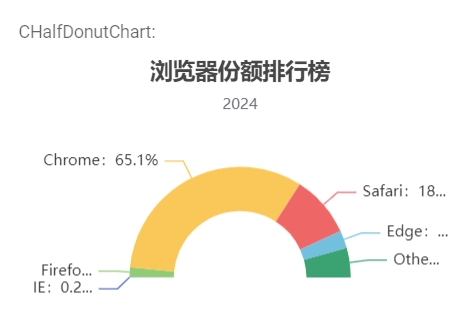 CHalfDonutChart:
浏览器份额排行榜
2024
Chrome：65.1%
Safari：18...
Edge：...
Othe...
Firefo...
IE：0.2...